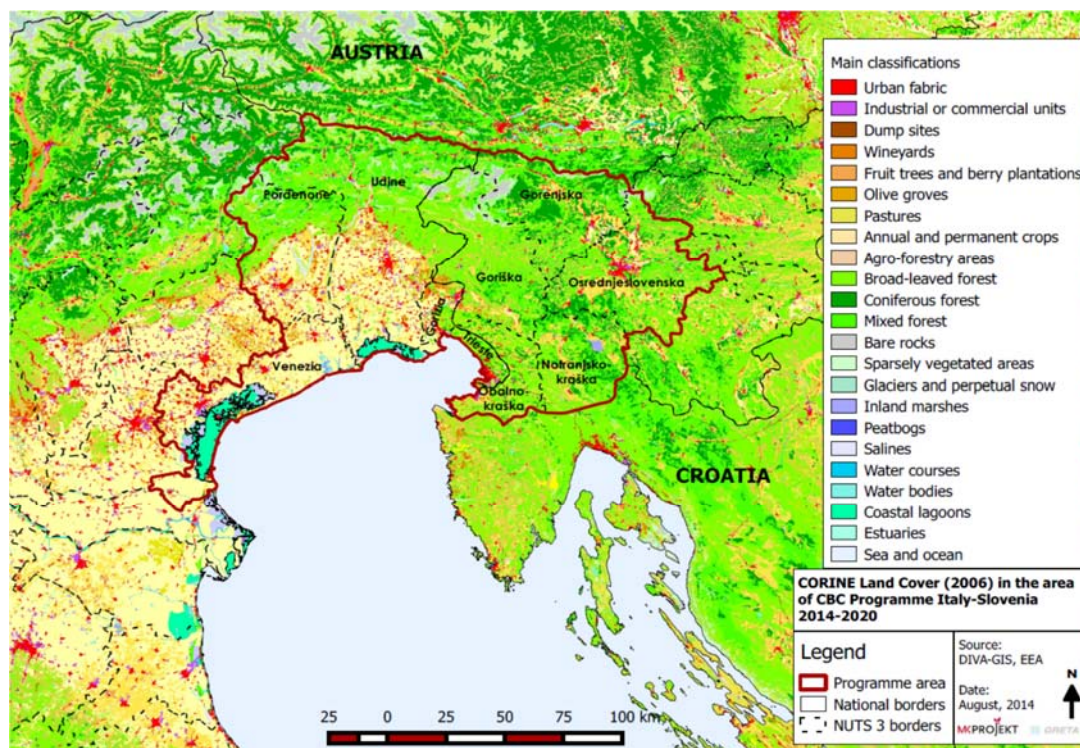 AUSTRIA
Pordenone
Udine
Gorenjska
Goriška
Osrednjeslovenska
Gorizia
Trieste
Venezia
Notranjsko-
kraška
Obalno-
kraška
CROATIA
Main classifications
Urban fabric
Industrial or commercial units
Dump sites
Wineyards
Fruit trees and berry plantations
Olive groves
Pastures
Annual and permanent crops
Agro-forestry areas
Broad-leaved forest
Coniferous forest
Mixed forest
Bare rocks
Sparsely vegetated areas
Glaciers and perpetual snow
Inland marshes
Peatbogs
Salines
Water courses
Water bodies
Coastal lagoons
Estuaries
Sea and ocean
CORINE Land Cover (2006) in the area
of CBC Programme Italy-Slovenia
2014-2020
Legend
Programme area
National borders
NUTS 3 borders
Source:
DIVA-GIS, EEA
Date:
August, 2014
N
MKPROJEKT
GRETA
25 0 25 50 75 100 km